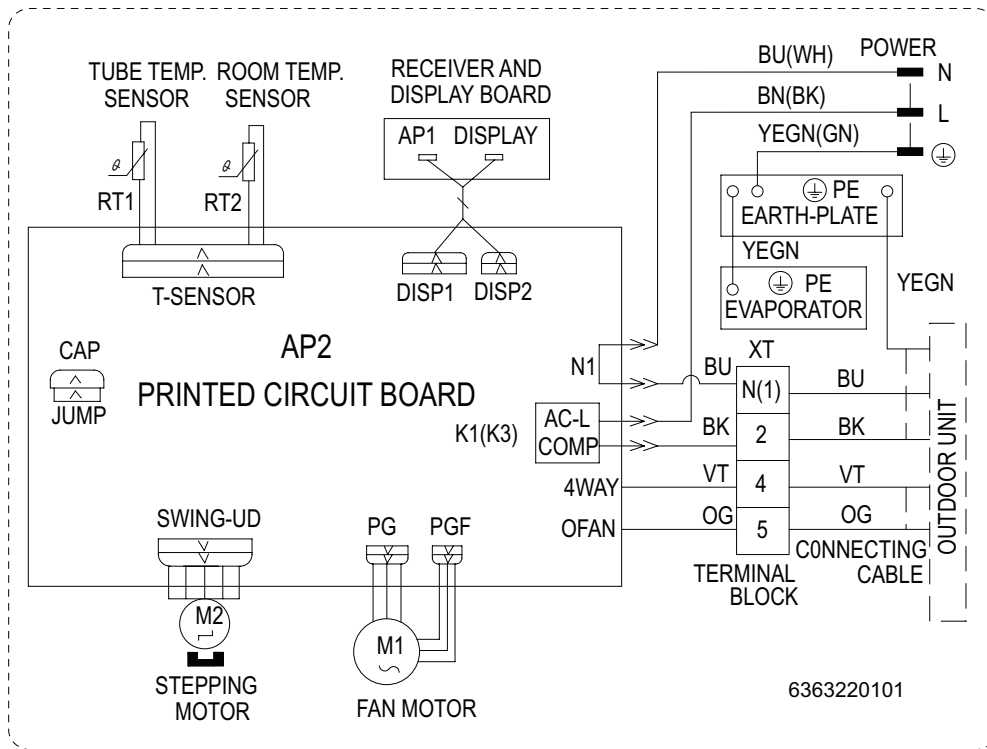 TUBE TEMP. SENSOR
ROOM TEMP. SENSOR
RECEIVER AND
DISPLAY BOARD
AP1 DISPLAY
POWER
BU(WH)
N
BN(BK)
L
YEGN(GN)
θ
RT1
θ
RT2
PE
EARTH-PLATE
YEGN
PE
EVAPORATOR
YEGN
T-SENSOR
DISP1
DISP2
CAP
JUMP
AP2
PRINTED CIRCUIT BOARD
N1
K1(K3)
AC-L
COMP
4WAY
OFAN
XT
BU
N(1)
BU
BK
2
BK
VT
4
VT
OG
5
OG
TERMINAL
BLOCK
C0NNECTING
CABLE
OUTDOOR UNIT
SWING-UD
M2
STEPPING
MOTOR
PG
PGF
M1
FAN MOTOR
6363220101